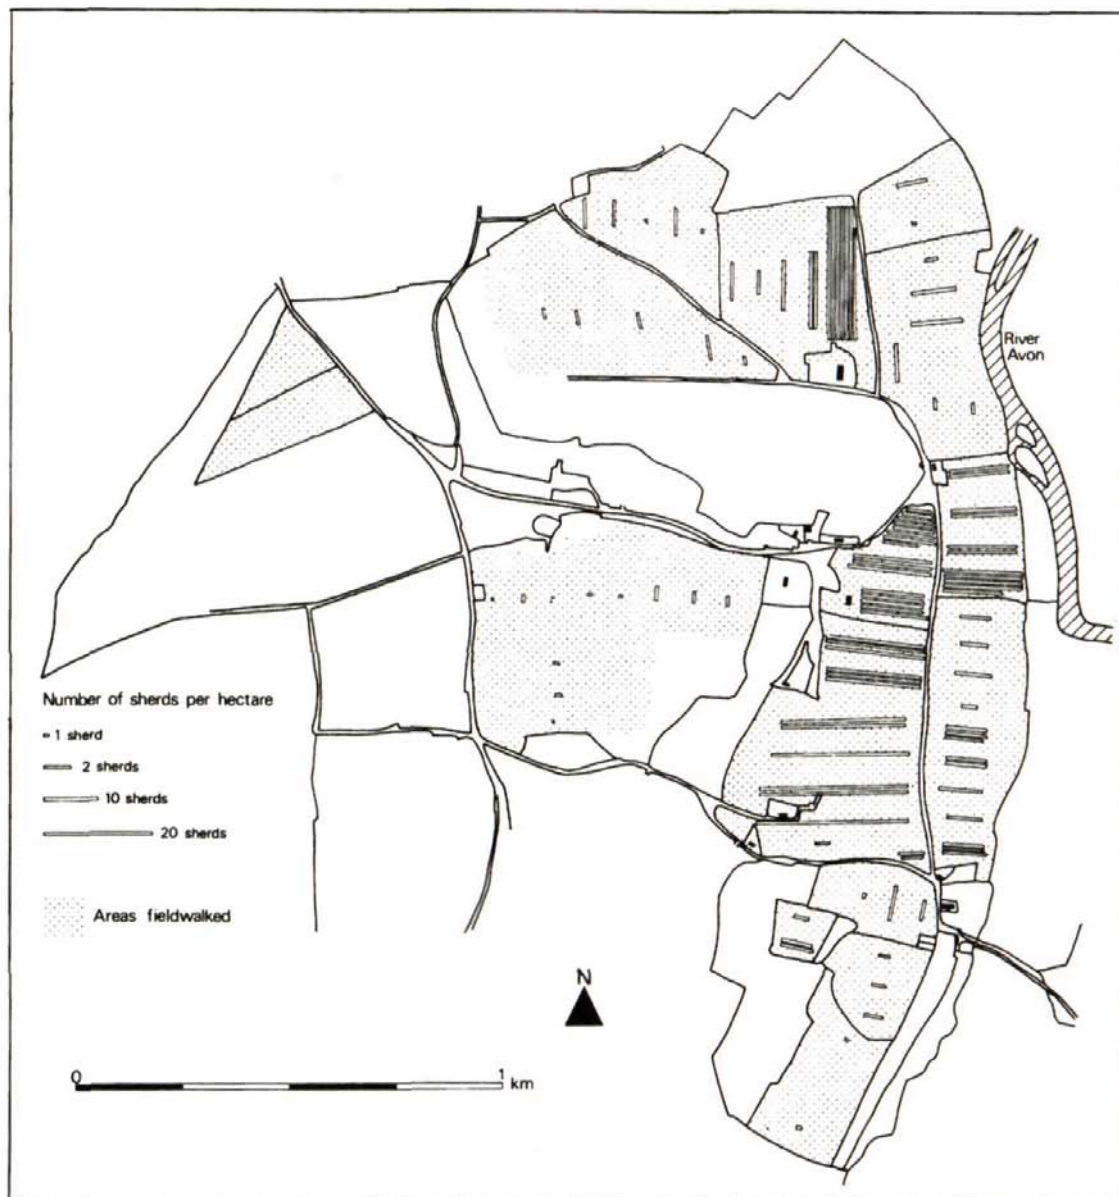 River
Avon
Number of sherds per hectare
1 sherd
2 sherds
10 sherds
20 sherds
Areas fieldwalked
N
0
1
km